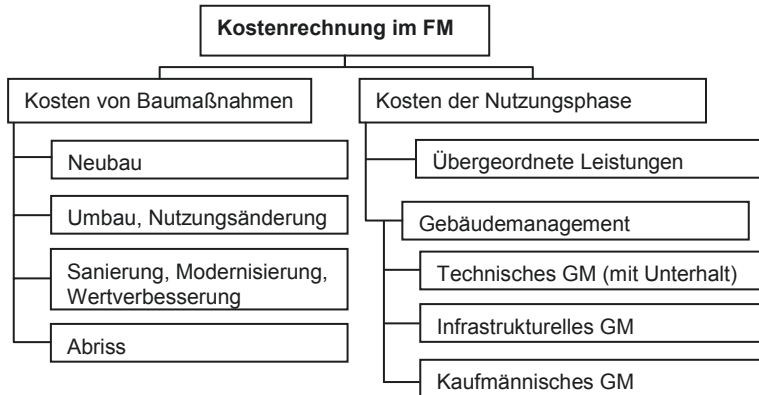 Kostenrechnung im FM
Kosten von Baumaßnahmen
Neubau
Umbau, Nutzungsänderung
Sanierung, Modernisierung,
Wertverbesserung
Abriss
Kosten der Nutzungsphase
Übergeordnete Leistungen
Gebäudemanagement
Technisches GM (mit Unterhalt)
Infrastrukturelles GM
Kaufmännisches GM